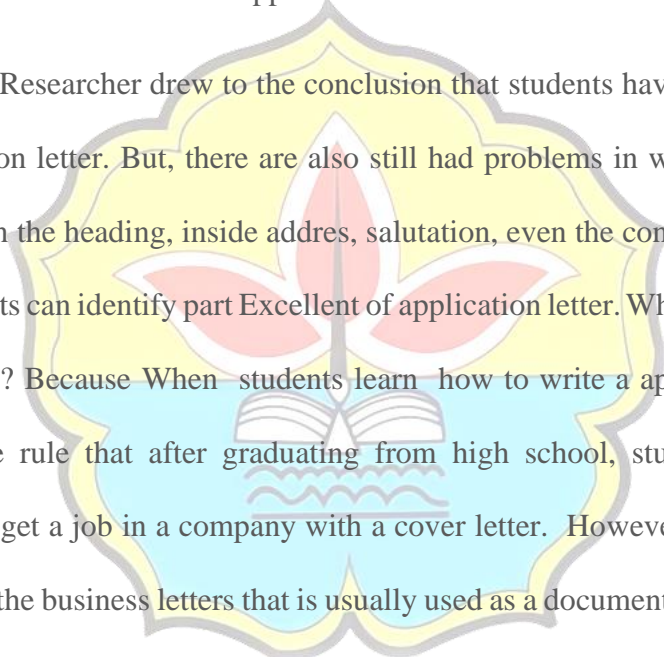 Researcher drew to the conclusion that students hav
on letter. But, there are also still had problems in w
the heading, inside addres, salutation, even the con
ts can identify part Excellent of application letter. Wh
? Because When students learn how to write a ap
rule that after graduating from high school, stu
get a job in a company with a cover letter. Howeve
the business letters that is usually used as a document